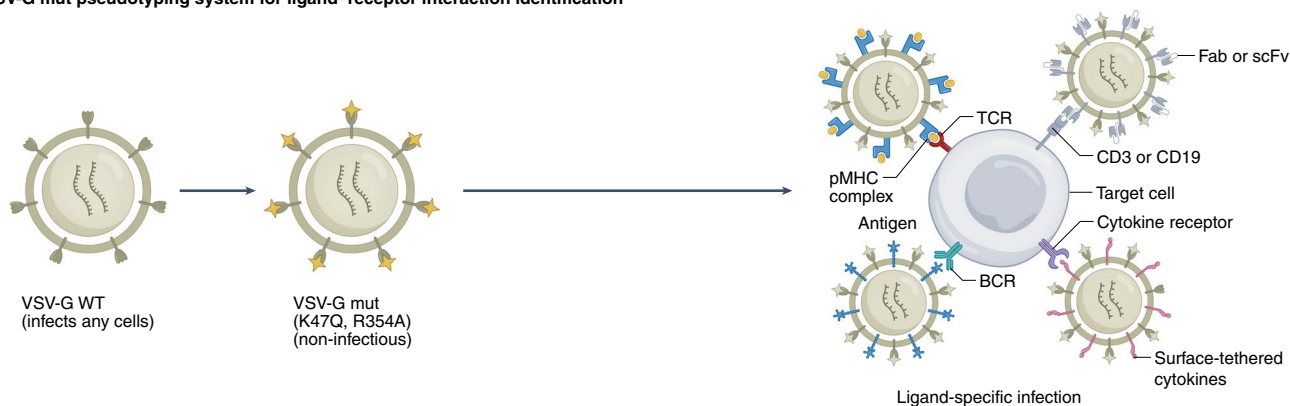 mut pseudotyping system for ligand–receptor interaction identification
VSV-G WT
(infects any cells)
VSV-G mut
(K47Q, R354A)
(non-infectious)
Fab or scFv
TCR
CD3 or CD19
pMHC
complex
Target cell
Antigen
Cytokine receptor
BCR
Surface-tethered
cytokines
Ligand-specific infection